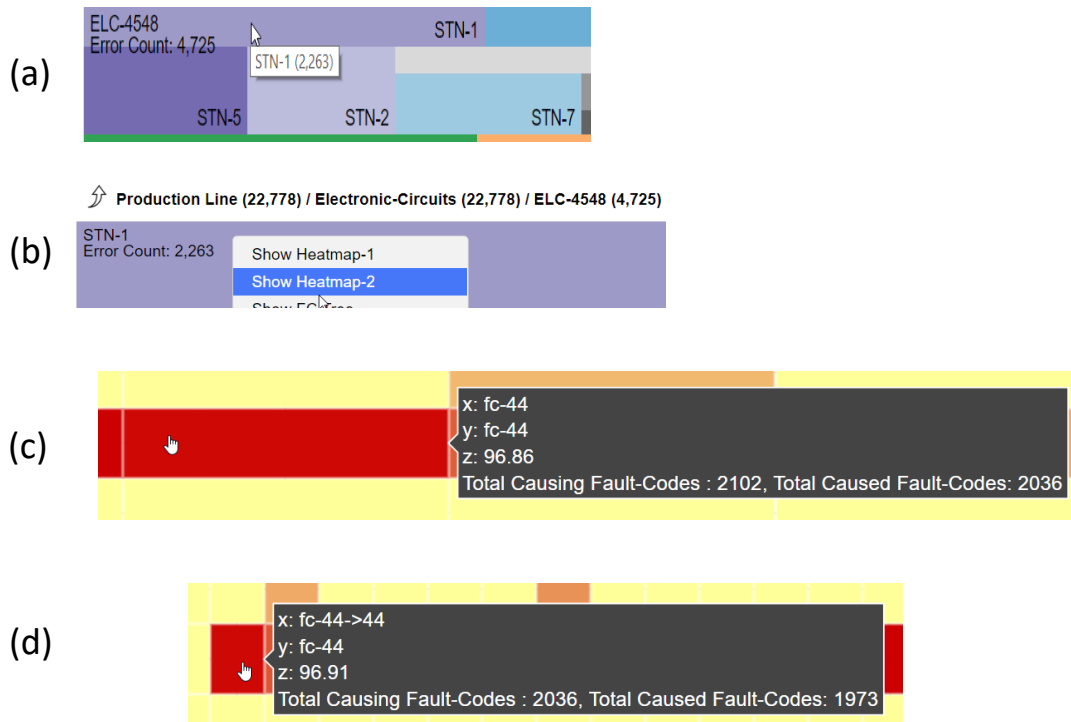 (a)
ELC-4548
Error Count: 4,725
STN-1
STN-1 (2,263)
STN-5
STN-2
STN-7
Production Line (22,778) / Electronic-Circuits (22,778) / ELC-4548 (4,725)
(b)
STN-1
Error Count: 2,263
Show Heatmap-1
Show Heatmap-2
Show
(c)
x: fc-44
y: fc-44
z: 96.86
Total Causing Fault-Codes : 2102, Total Caused Fault-Codes: 2036
(d)
x: fc-44->44
y: fc-44
z: 96.91
Total Causing Fault-Codes : 2036, Total Caused Fault-Codes: 1973